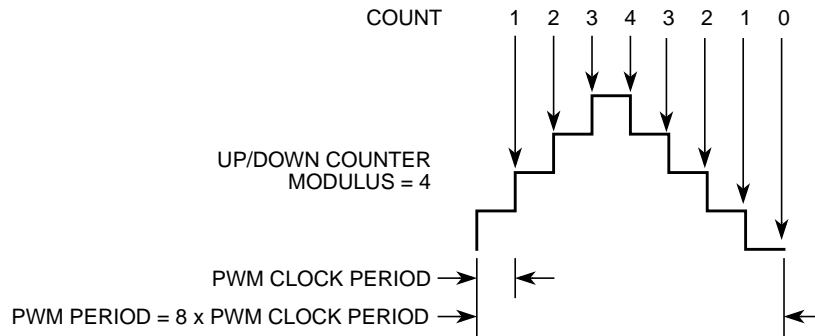 COUNT 1 2 3 4 3 2 1 0
UP/DOWN COUNTER
MODULUS = 4
PWM CLOCK PERIOD
PWM PERIOD = 8 x PWM CLOCK PERIOD